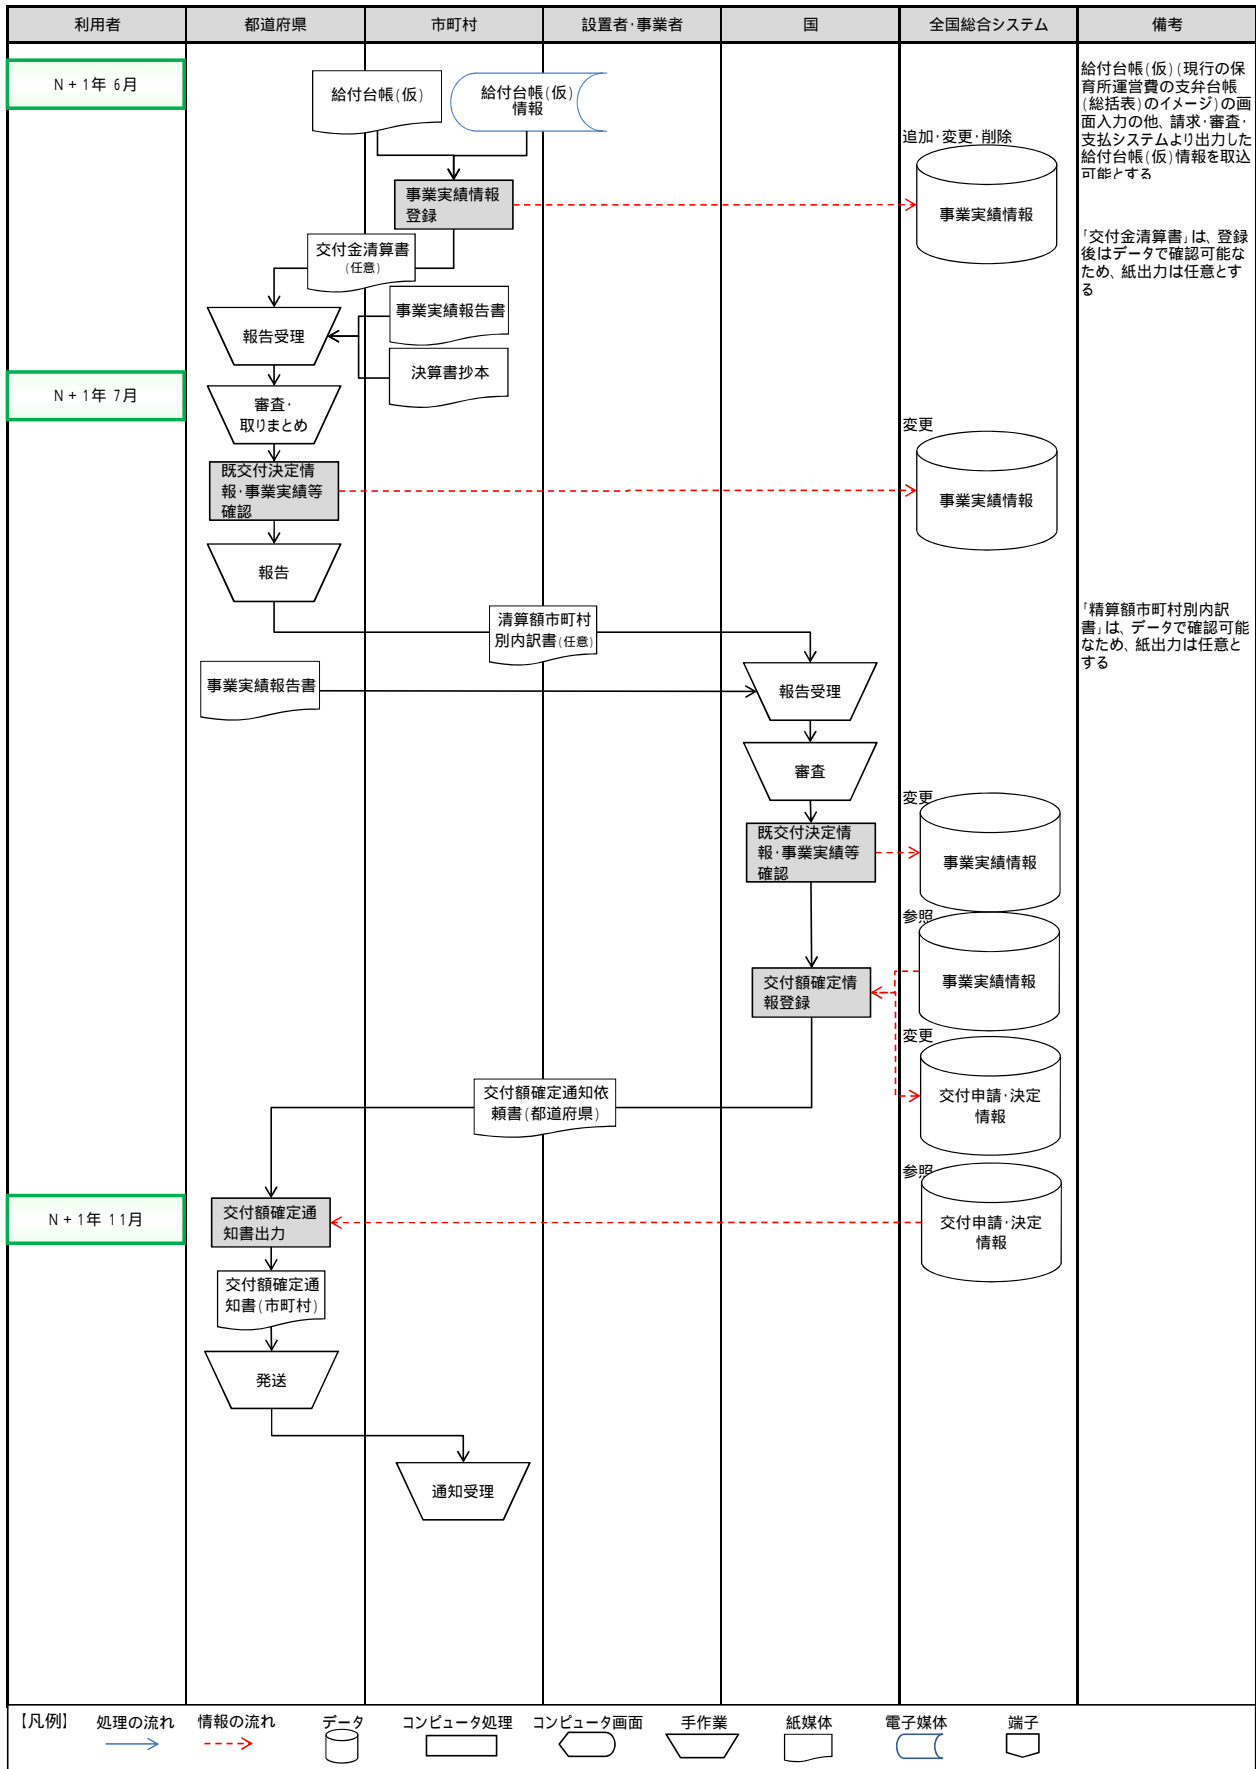 利用者
都道府県
市町村
設置者・事業者
国
全国総合システム
備考
N+1年 6月
給付台帳(仮)
給付台帳(仮)
情報
追加・変更・削除
事業実績情報
登録
事業実績情報
給付台帳(仮)(現行の保
育所運営費の支弁台帳
(総括表)のイメージ)の画
面入力の他、請求・審査・
支払システムより出力した
給付台帳(仮)情報を取込
可能とする
「交付金清算書」は、登録
後はデータで確認可能な
ため、紙出力は任意とす
る
交付金清算書
(任意)
報告受理
事業実績報告書
決算書抄本
N+1年 7月
審査・
取りまとめ
変更
既交付決定情
報・事業実績等
確認
事業実績情報
報告
清算額市町村
別内訳書(任意)
「精算額市町村別内訳
書」は、データで確認可能
なため、紙出力は任意と
する
事業実績報告書
報告受理
審査
変更
既交付決定情
報・事業実績等
確認
事業実績情報
参照
交付額確定情
報登録
事業実績情報
変更
交付申請・決定
情報
交付額確定通知依
頼書(都道府県)
参照
N+1年 11月
交付額確定通
知書出力
交付申請・決定
情報
交付額確定通
知書(市町村)
発送
通知受理
【凡例】
処理の流れ
情報の流れ
データ
コンピュータ処理
コンピュータ画面
手作業
紙媒体
電子媒体
端子